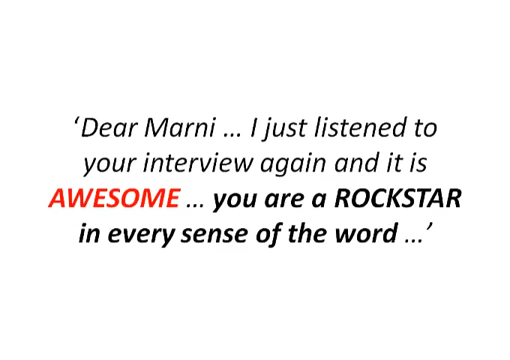 ‘Dear Marni ... I just listened to
your interview again and it is
AWESOME ... you are a ROCKSTAR
in every sense of the word ...’